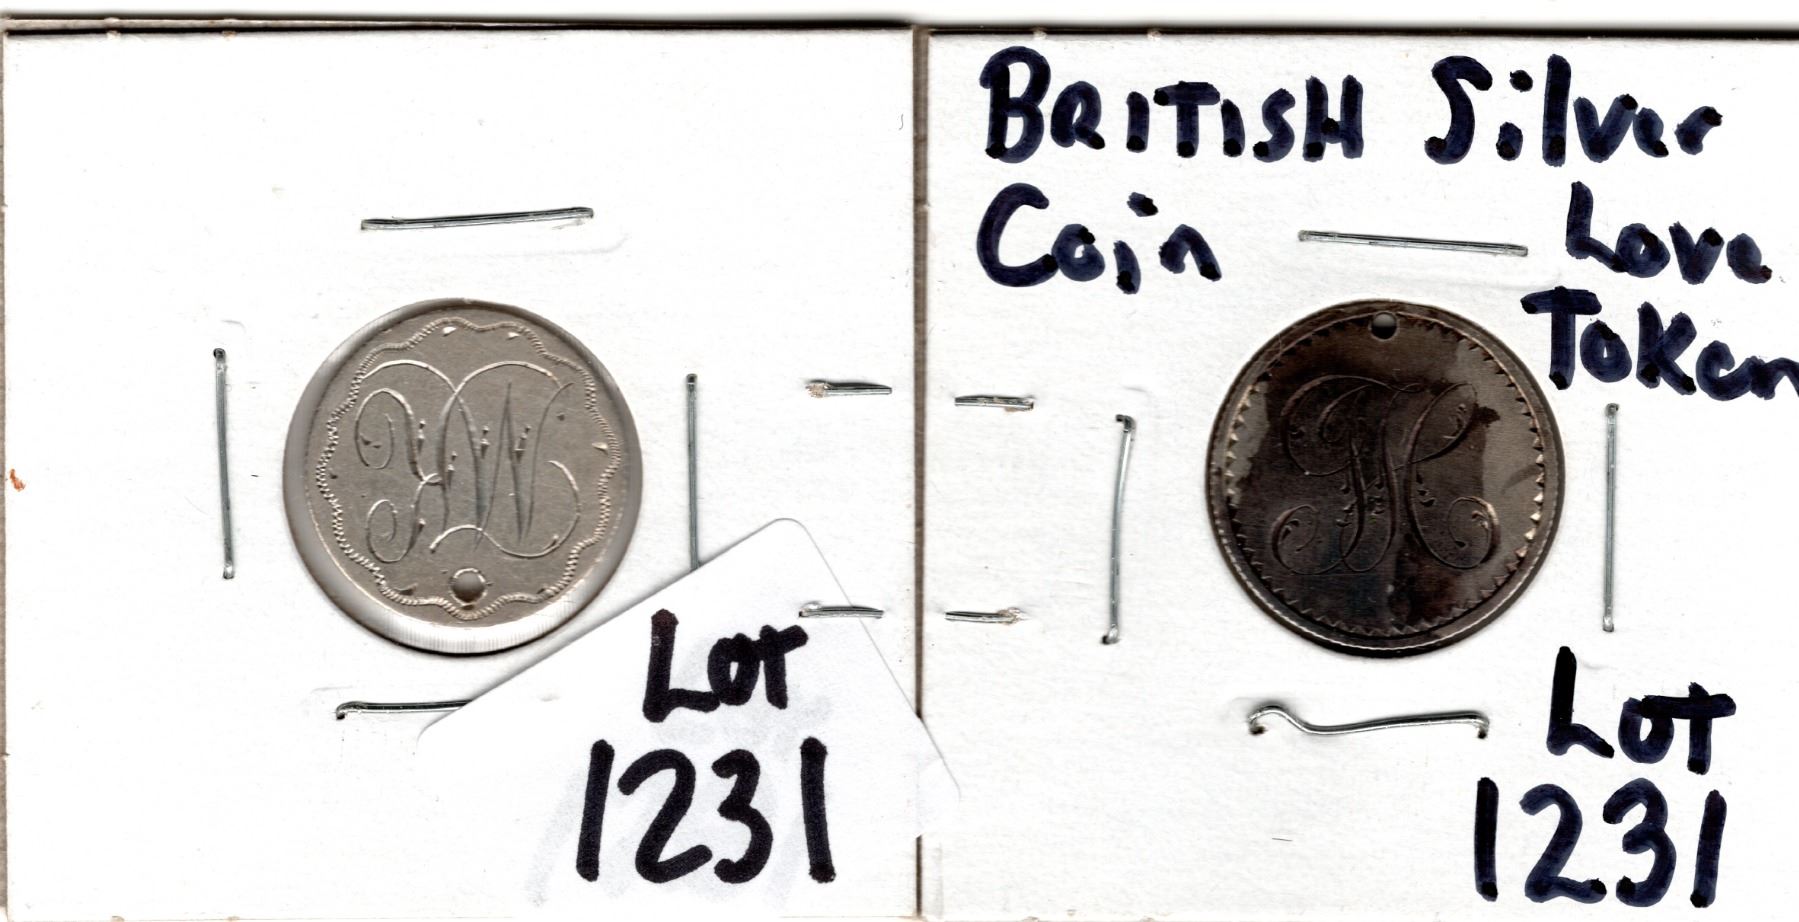 Lot
1231
BRITISH Silver
Coin Love
Token
Lot
1231